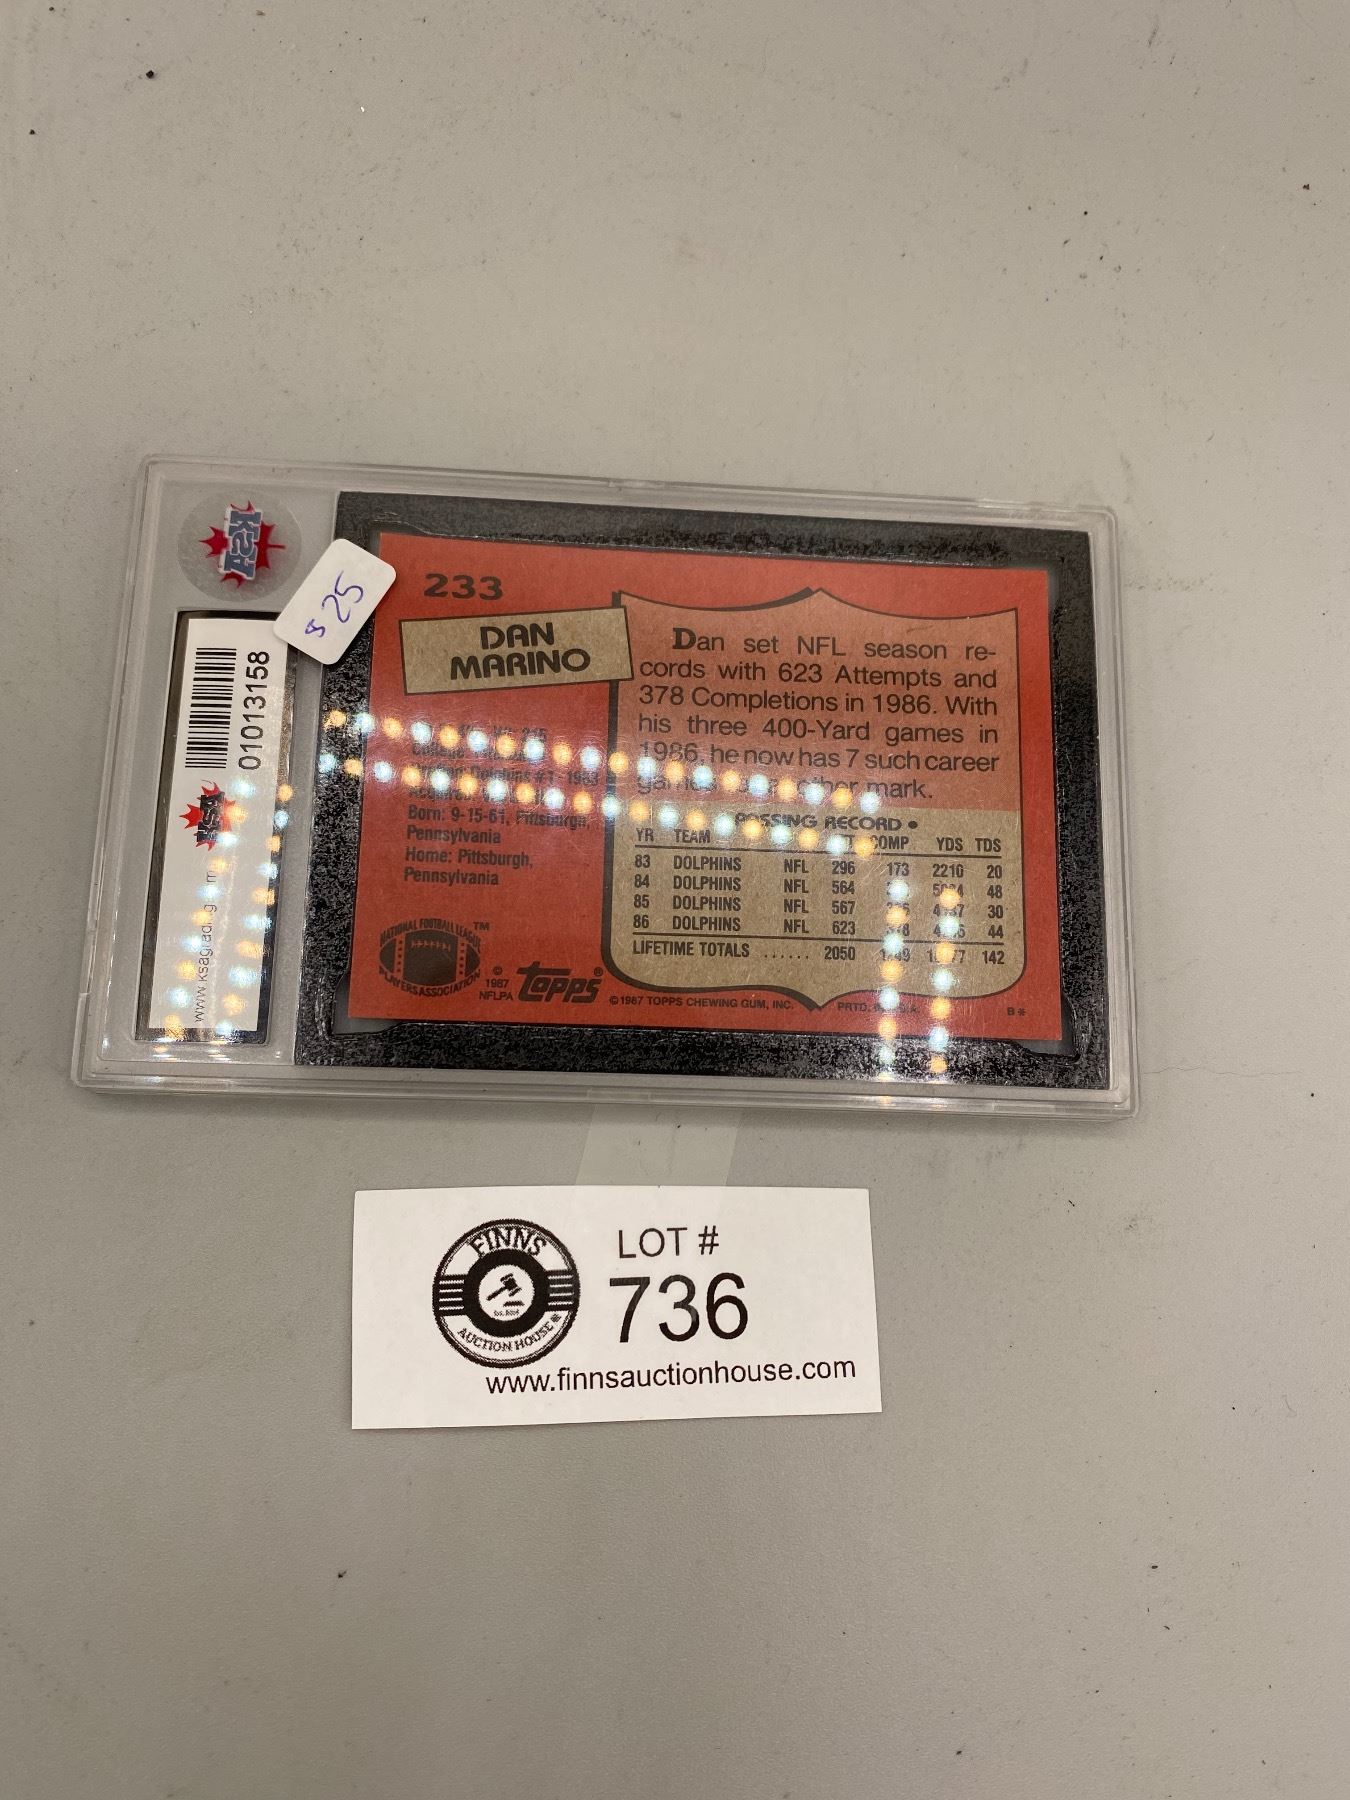 KSA
$25
01013158
KSA
www.ksagrading
233
DAN
MARINO
Dan set NFL season re-
cords with 623 Attempts and
378 Completions in 1986. With
his three 400-Yard games in
1986, he now has 7 such career
mark.
Born: 9-15-61, Pittsburgh,
Pennsylvania
Home: Pittsburgh,
Pennsylvania
PASSING RECORD •
YR TEAM COMP YDS TDS
83 DOLPHINS NFL 296 173 2210 20
84 DOLPHINS NFL 564 48
85 DOLPHINS NFL 567 30
86 DOLPHINS NFL 623 44
LIFETIME TOTALS ...... 2050 142
NATIONAL FOOTBALL LEAGUE ™
PLAYERS ASSOCIATION
© 1987
NFLPA
Topps®
©1987 TOPPS CHEWING GUM, INC. PRTD.
B*
FINNS
AUCTION HOUSE
LOT #
736
www.finnsauctionhouse.com